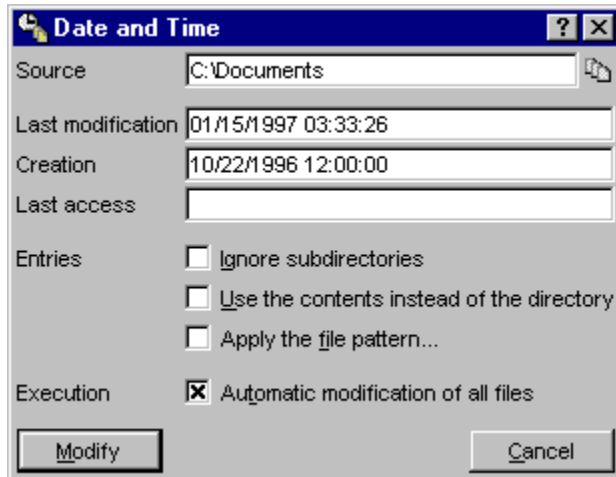 Date and Time
Source C:\Documents
Last modification 01/15/1997 03:33:26
Creation 10/22/1996 12:00:00
Last access
Entries Ignore subdirectories
Use the contents instead of the directory
Apply the file pattern...
Execution Automatic modification of all files
Modify Cancel